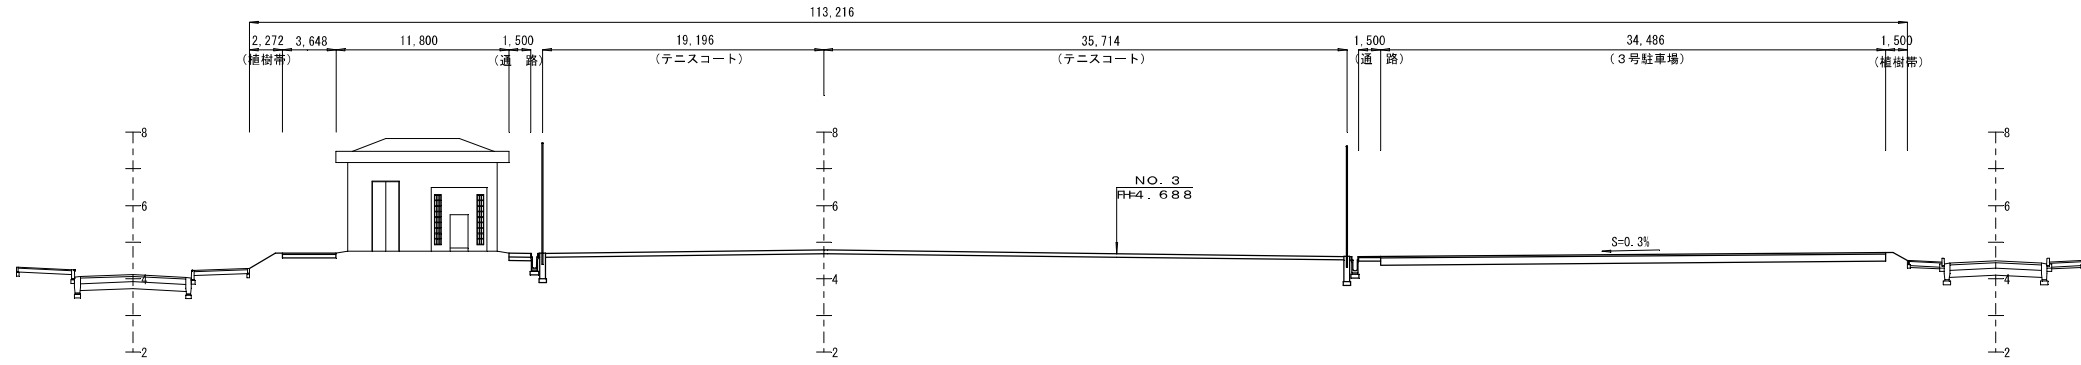 113,216
2,272 3,648 11,800 1,500 19,196 35,714 1,500 34,486 1,500
(植樹帯) (通　路) (テニスコート) (テニスコート) (通　路) (３号駐車場) (植樹帯)
8 8 8
NO. 3
FH=4. 688
6 6 6
S=0.3%
4 4 4
2 2 2